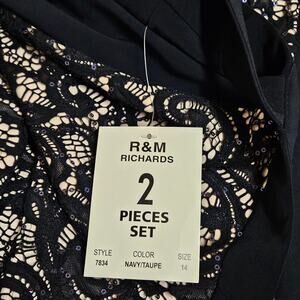 R&M
RICHARDS
2
PIECES
SET
STYLE COLOR SIZE
7834 NAVY/TAUPE 14